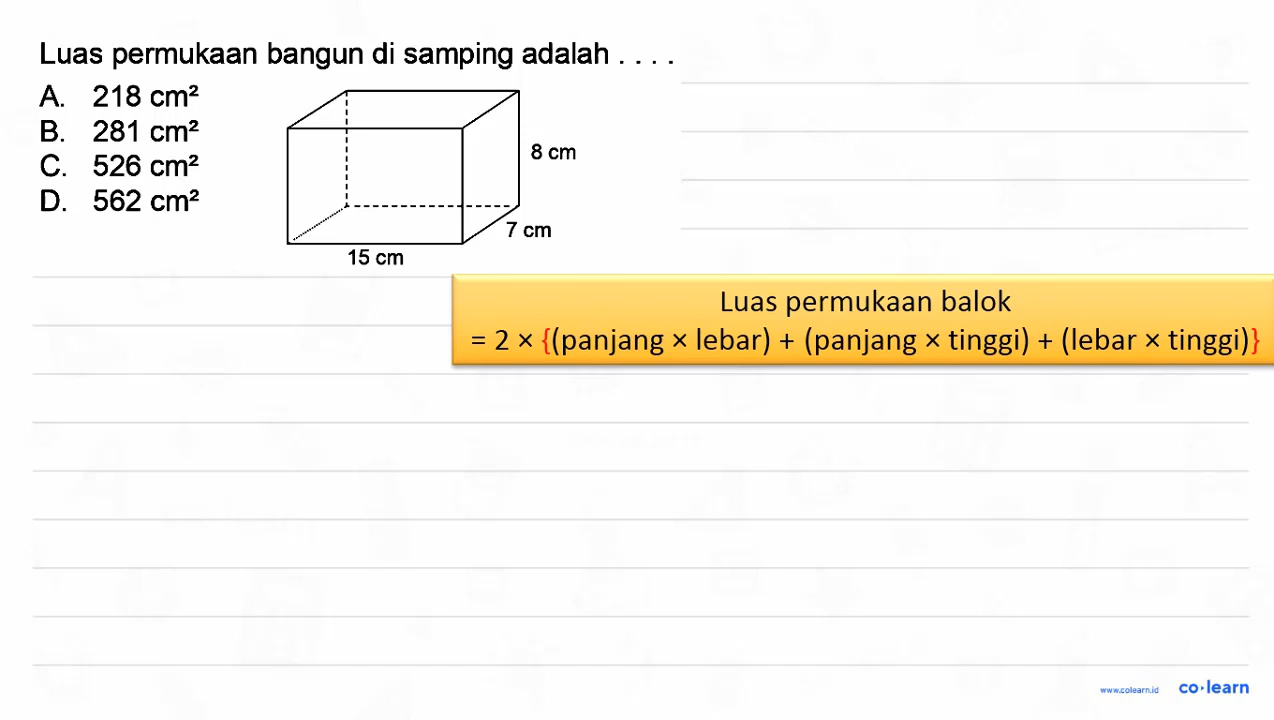 Luas permukaan bangun di samping adalah . . . .
A. 218 cm²
B. 281 cm²
C. 526 cm²
D. 562 cm²
8 cm
7 cm
15 cm
Luas permukaan balok
= 2 × {(panjang × lebar) + (panjang × tinggi) + (lebar × tinggi)}
www.colearn.id co·learn